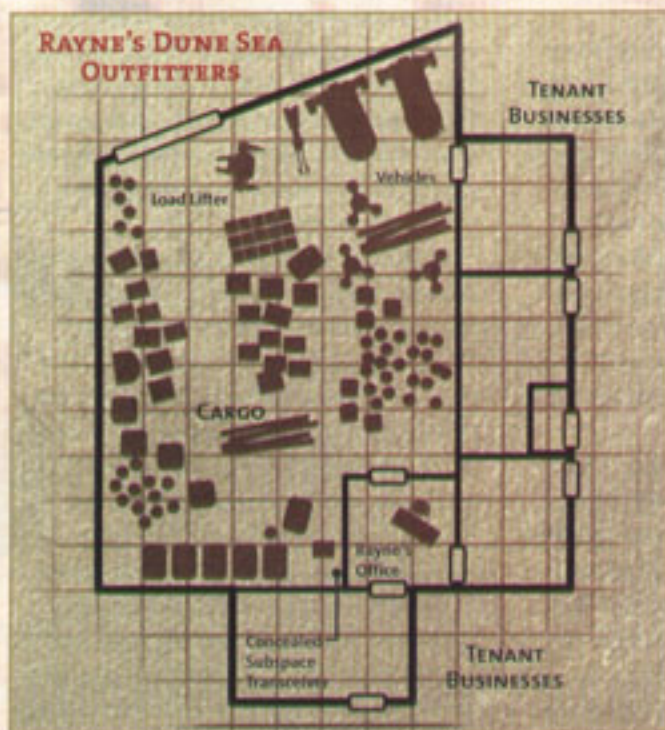 RAYNE'S DUNE SEA
OUTFITTERS
TENANT
BUSINESSES
Load Lifter
Vehicles
CARGO
Rayne's
Office
Concealed
Subspace
Transceiver
TENANT
BUSINESSES